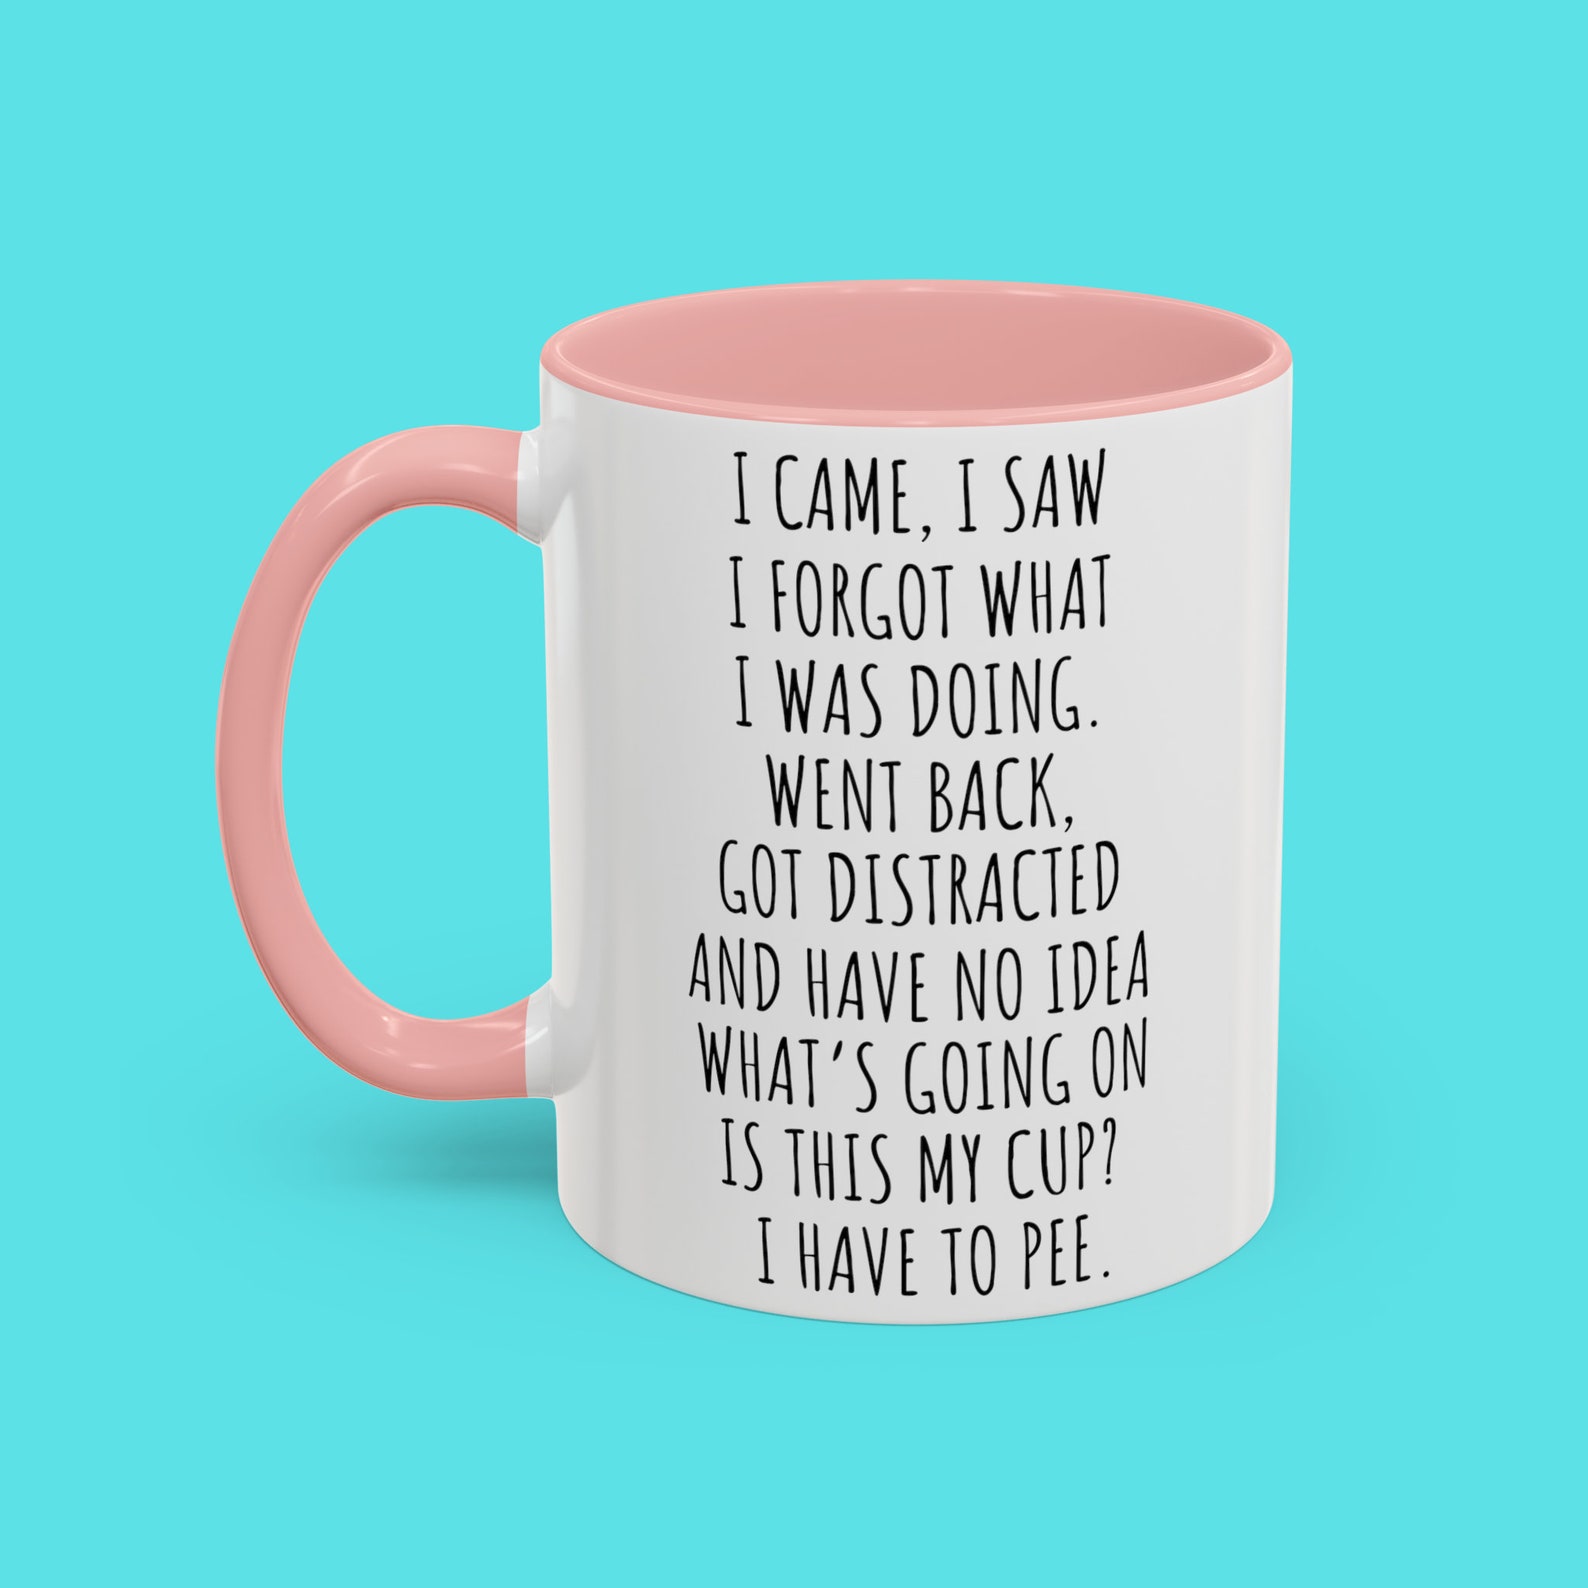 I CAME, I SAW
I FORGOT WHAT
I WAS DOING.
WENT BACK,
GOT DISTRACTED
AND HAVE NO IDEA
WHAT'S GOING ON
IS THIS MY CUP?
I HAVE TO PEE.